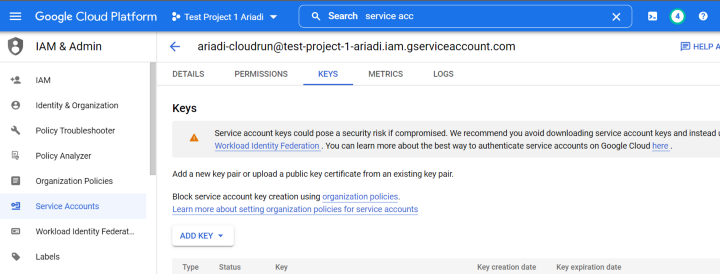 Google Cloud Platform
Test Project 1 Ariadi
Search service acc
4
IAM & Admin
ariadi-cloudrun@test-project-1-ariadi.iam.gserviceaccount.com
HELP A
IAM
Identity & Organization
Policy Troubleshooter
Policy Analyzer
Organization Policies
Service Accounts
Workload Identity Federat...
Labels
DETAILS PERMISSIONS KEYS METRICS LOGS
Keys
Service account keys could pose a security risk if compromised. We recommend you avoid downloading service account keys and instead u
Workload Identity Federation . You can learn more about the best way to authenticate service accounts on Google Cloud here .
Add a new key pair or upload a public key certificate from an existing key pair.
Block service account key creation using organization policies.
Learn more about setting organization policies for service accounts
ADD KEY
Type Status Key Key creation date Key expiration date